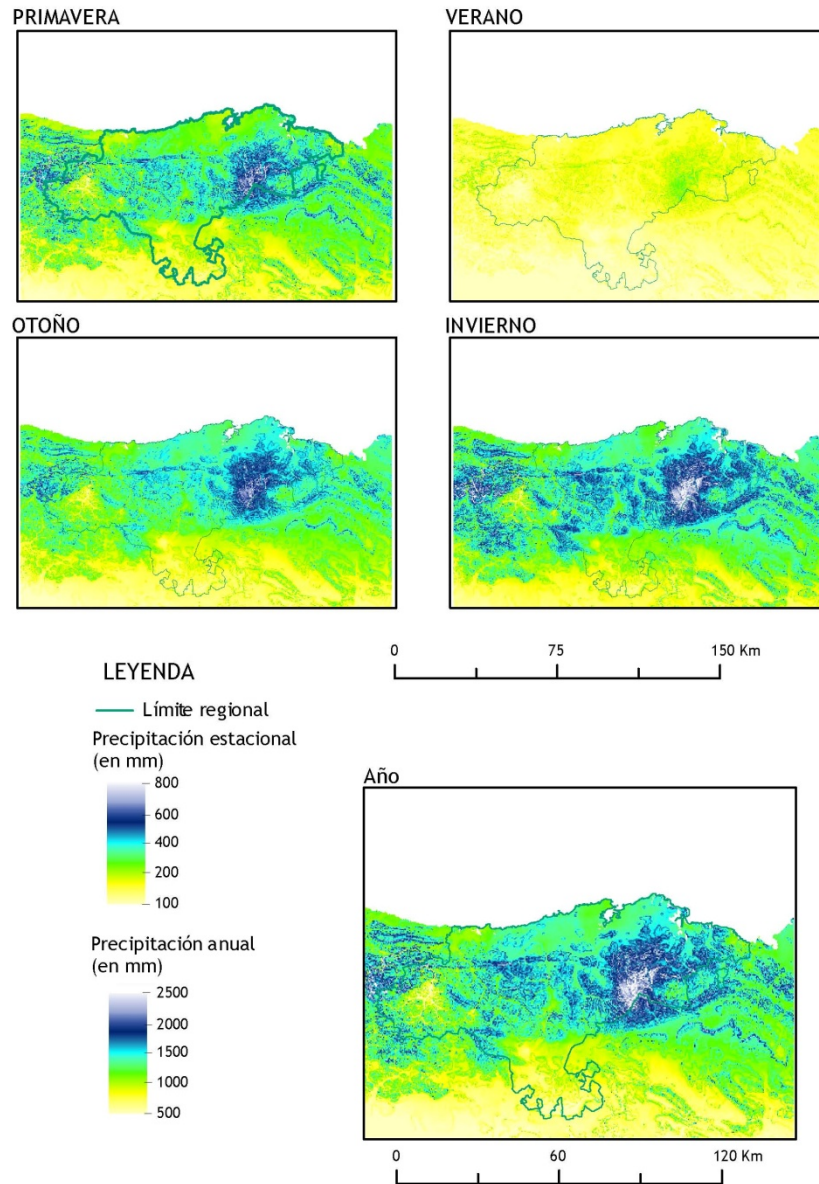 PRIMAVERA
VERANO
OTOÑO
INVIERNO
0 75 150 Km
LEYENDA
Límite regional
Precipitación estacional
(en mm)
800
600
400
200
100
Año
Precipitación anual
(en mm)
2500
2000
1500
1000
500
0 60 120 Km